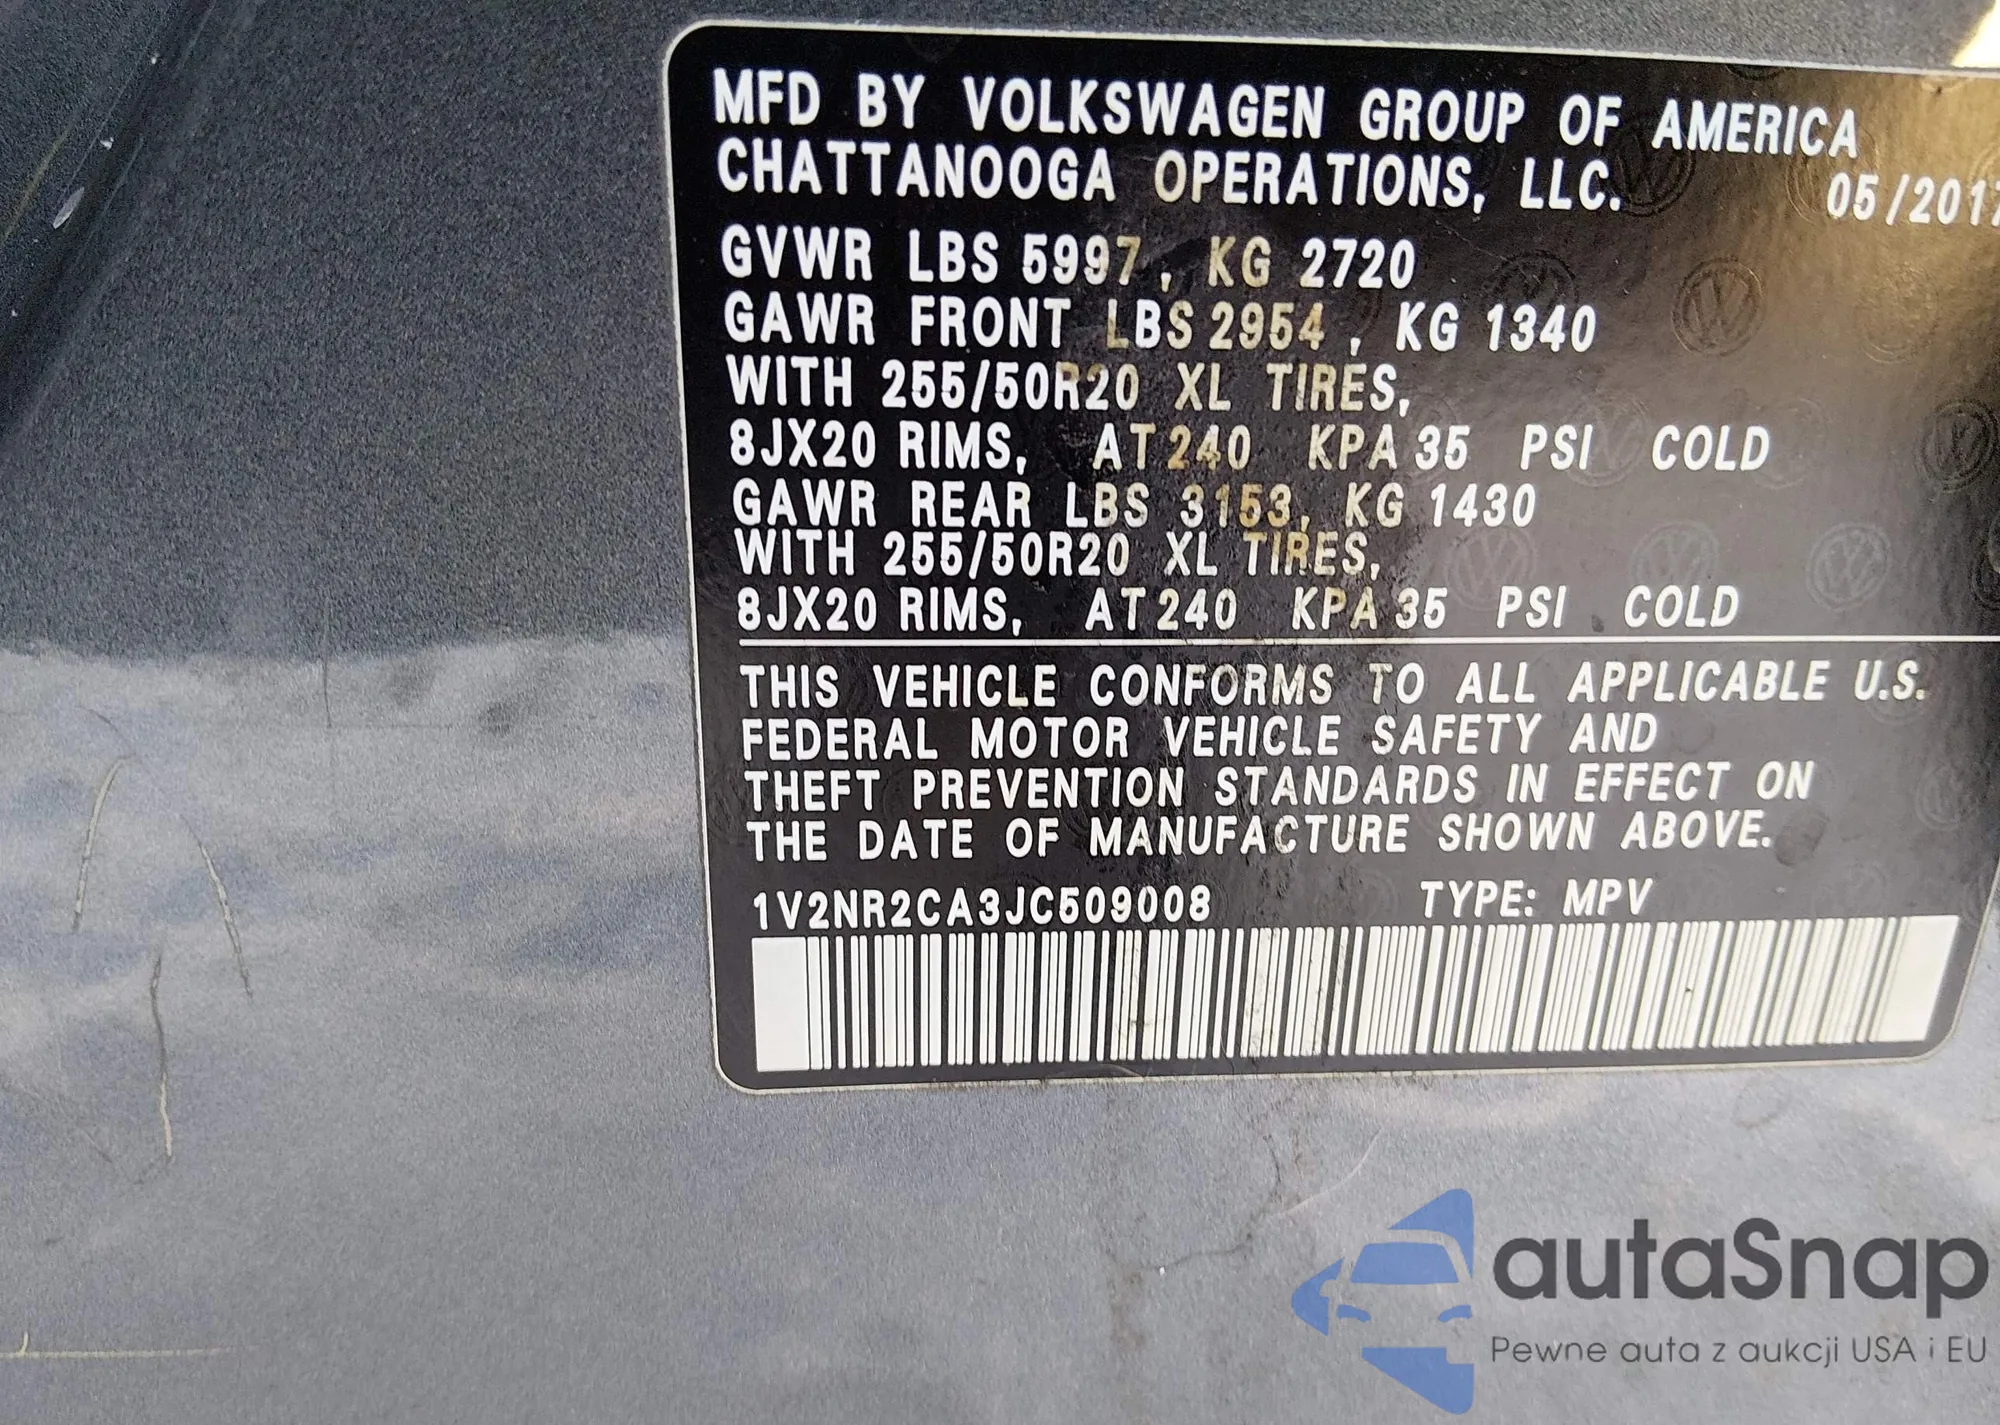 MFD BY VOLKSWAGEN GROUP OF AMERICA
CHATTANOOGA OPERATIONS, LLC.
05/2017
GVWR LBS 5997, KG 2720
GAWR FRONT LBS 2954, KG 1340
WITH 255/50R20 XL TIRES,
8JX20 RIMS, AT 240 KPA 35 PSI COLD
GAWR REAR LBS 3153, KG 1430
WITH 255/50R20 XL TIRES,
8JX20 RIMS, AT 240 KPA 35 PSI COLD
THIS VEHICLE CONFORMS TO ALL APPLICABLE U.S.
FEDERAL MOTOR VEHICLE SAFETY AND
THEFT PREVENTION STANDARDS IN EFFECT ON
THE DATE OF MANUFACTURE SHOWN ABOVE.
1V2NR2CA3JC509008 TYPE: MPV
autaSnap
Pewne auta z aukcji USA i EU